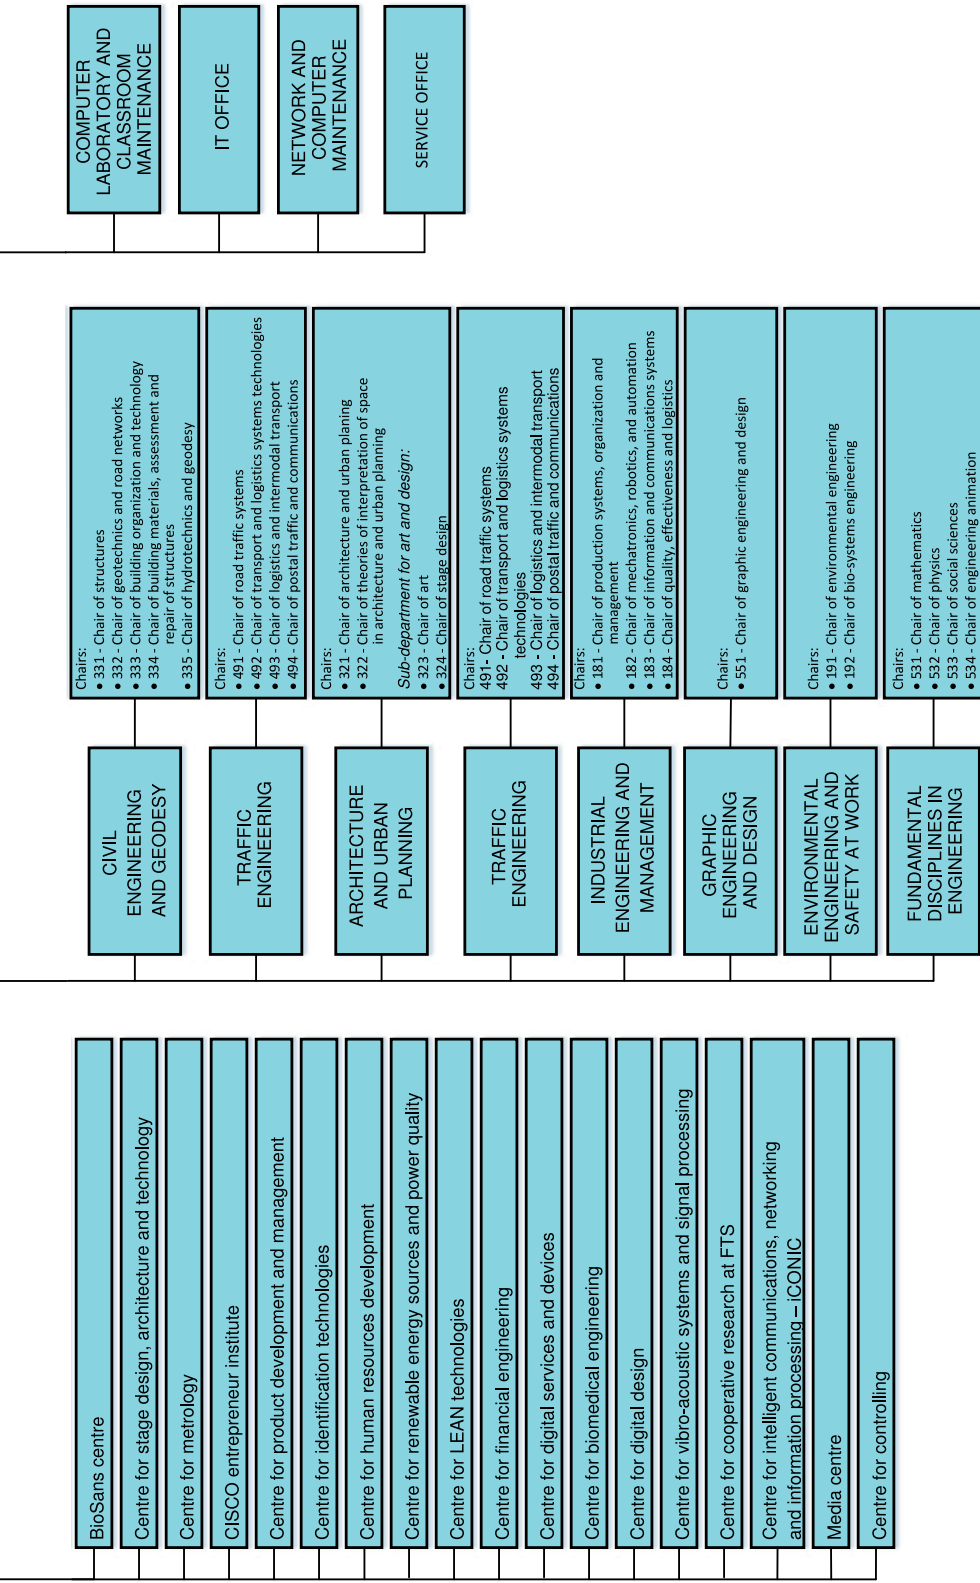 COMPUTER
LABORATORY AND
CLASSROOM
MAINTENANCE
IT OFFICE
NETWORK AND
COMPUTER
MAINTENANCE
SERVICE OFFICE
Chairs:
• 331 - Chair of structures
• 332 - Chair of geotechnics and road networks
• 333 - Chair of building organization and technology
• 334 - Chair of building materials, assessment and
repair of structures
• 335 - Chair of hydrotechnics and geodesy
Chairs:
• 491 - Chair of road traffic systems
• 492 - Chair of transport and logistics systems technologies
• 493 - Chair of logistics and intermodal transport
• 494 - Chair of postal traffic and communications
Chairs:
• 321 - Chair of architecture and urban planing
• 322 - Chair of theories of interpretation of space
in architecture and urban planning
Sub-department for art and design:
• 323 - Chair of art
• 324 - Chair of stage design
Chairs:
491- Chair of road traffic systems
492 - Chair of transport and logistic systems
technologies
493 - Chair of logistics and intermodal transport
494 - Chair of postal traffic and communications
Chairs:
• 181 - Chair of production systems, organization and
management
• 182 - Chair of mechatronics, robotics, and automation
• 183 - Chair of information and communications systems
• 184 - Chair of quality, effectiveness and logistics
Chairs:
• 551 - Chair of graphic engineering and design
Chairs:
• 191 - Chair of environmental engineering
• 192 - Chair of bio-systems engineering
Chairs:
• 531 - Chair of mathematics
• 532 - Chair of physics
• 533 - Chair of social sciences
• 534 - Chair of engineering animation
CIVIL
ENGINEERING
AND GEODESY
TRAFFIC
ENGINEERING
ARCHITECTURE
AND URBAN
PLANNING
TRAFFIC
ENGINEERING
INDUSTRIAL
ENGINEERING AND
MANAGEMENT
GRAPHIC
ENGINEERING
AND DESIGN
ENVIRONMENTAL
ENGINEERING AND
SAFETY AT WORK
FUNDAMENTAL
DISCIPLINES IN
ENGINEERING
BioSans centre
Centre for stage design, architecture and technology
Centre for metrology
CISCO entrepreneur institute
Centre for product development and management
Centre for identification technologies
Centre for human resources development
Centre for renewable energy sources and power quality
Centre for LEAN technologies
Centre for financial engineering
Centre for digital services and devices
Centre for biomedical engineering
Centre for digital design
Centre for vibro-acoustic systems and signal processing
Centre for cooperative research at FTS
Centre for intelligent communications, networking
and information processing – iCONIC
Media centre
Centre for controlling